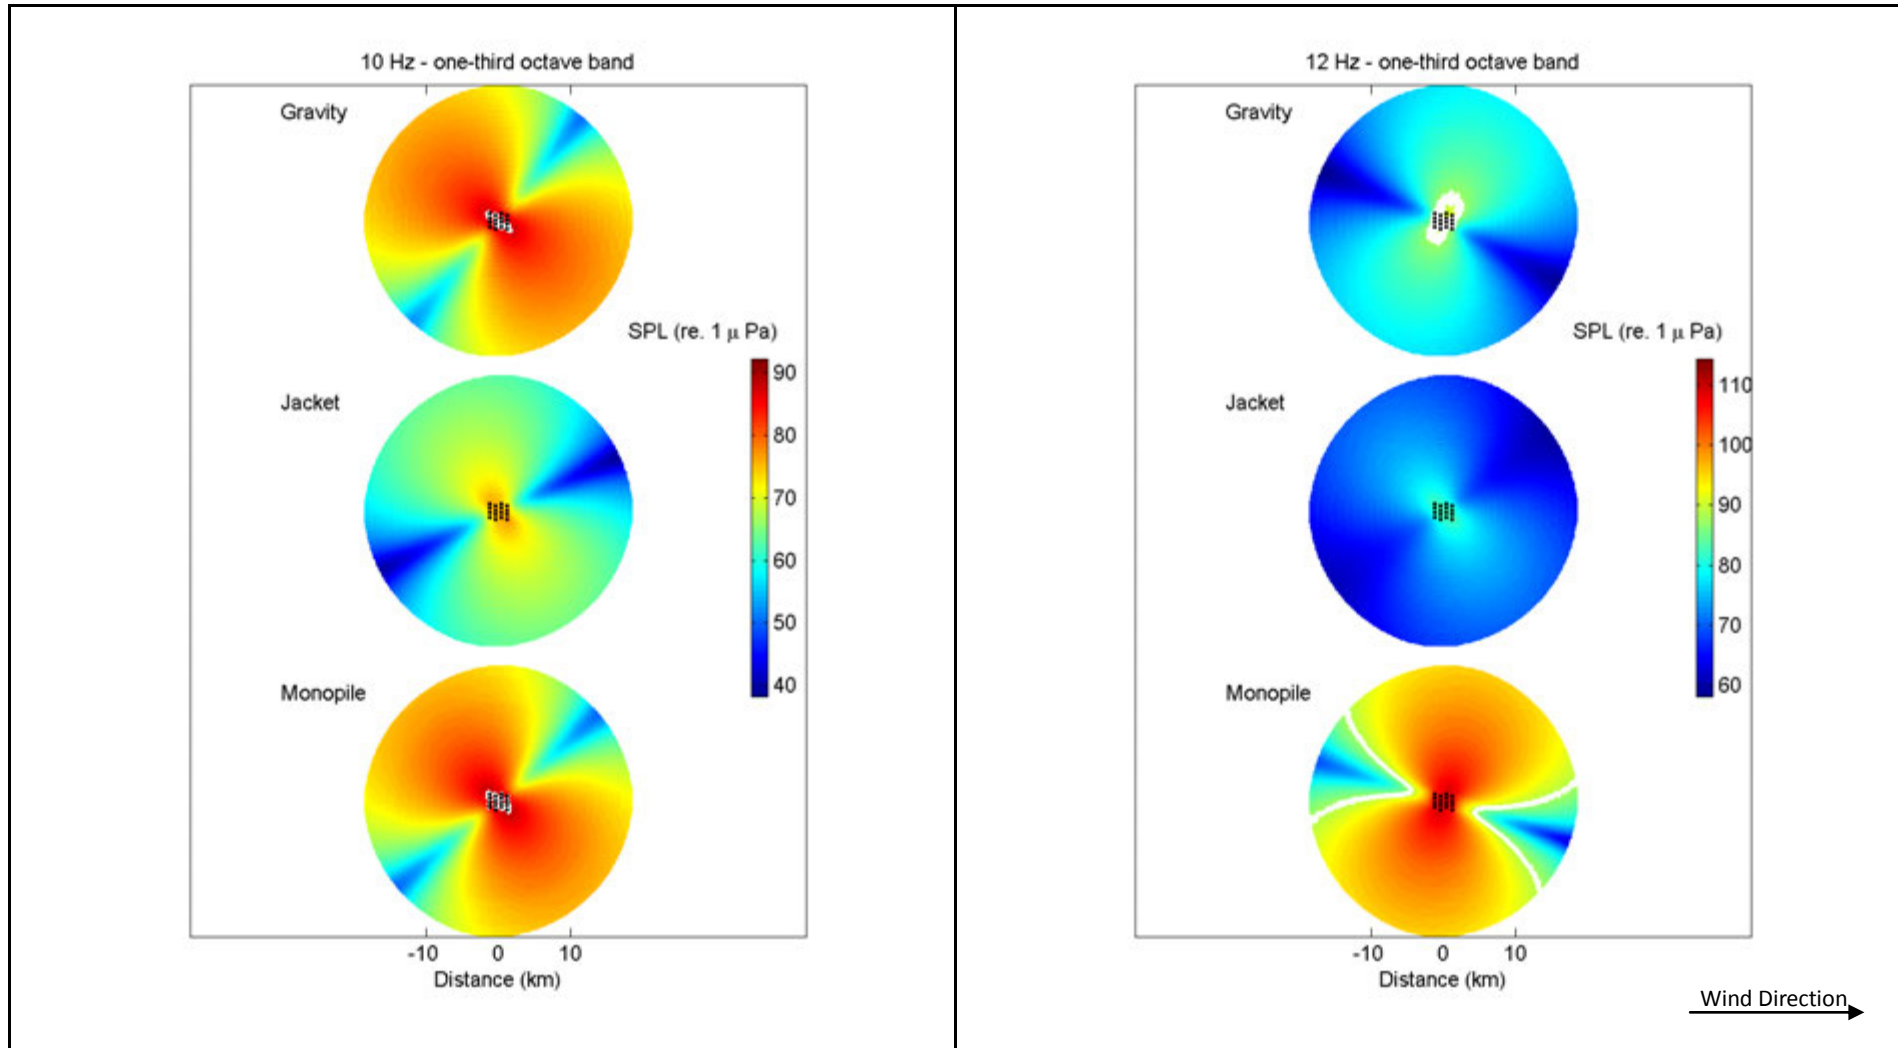 10 Hz - one-third octave band
Gravity
SPL (re. 1 μ Pa)
90
80
70
60
50
40
Jacket
Monopile
-10 0 10
Distance (km)
12 Hz - one-third octave band
Gravity
SPL (re. 1 μ Pa)
110
100
90
80
70
60
Jacket
Monopile
-10 0 10
Distance (km)
Wind Direction